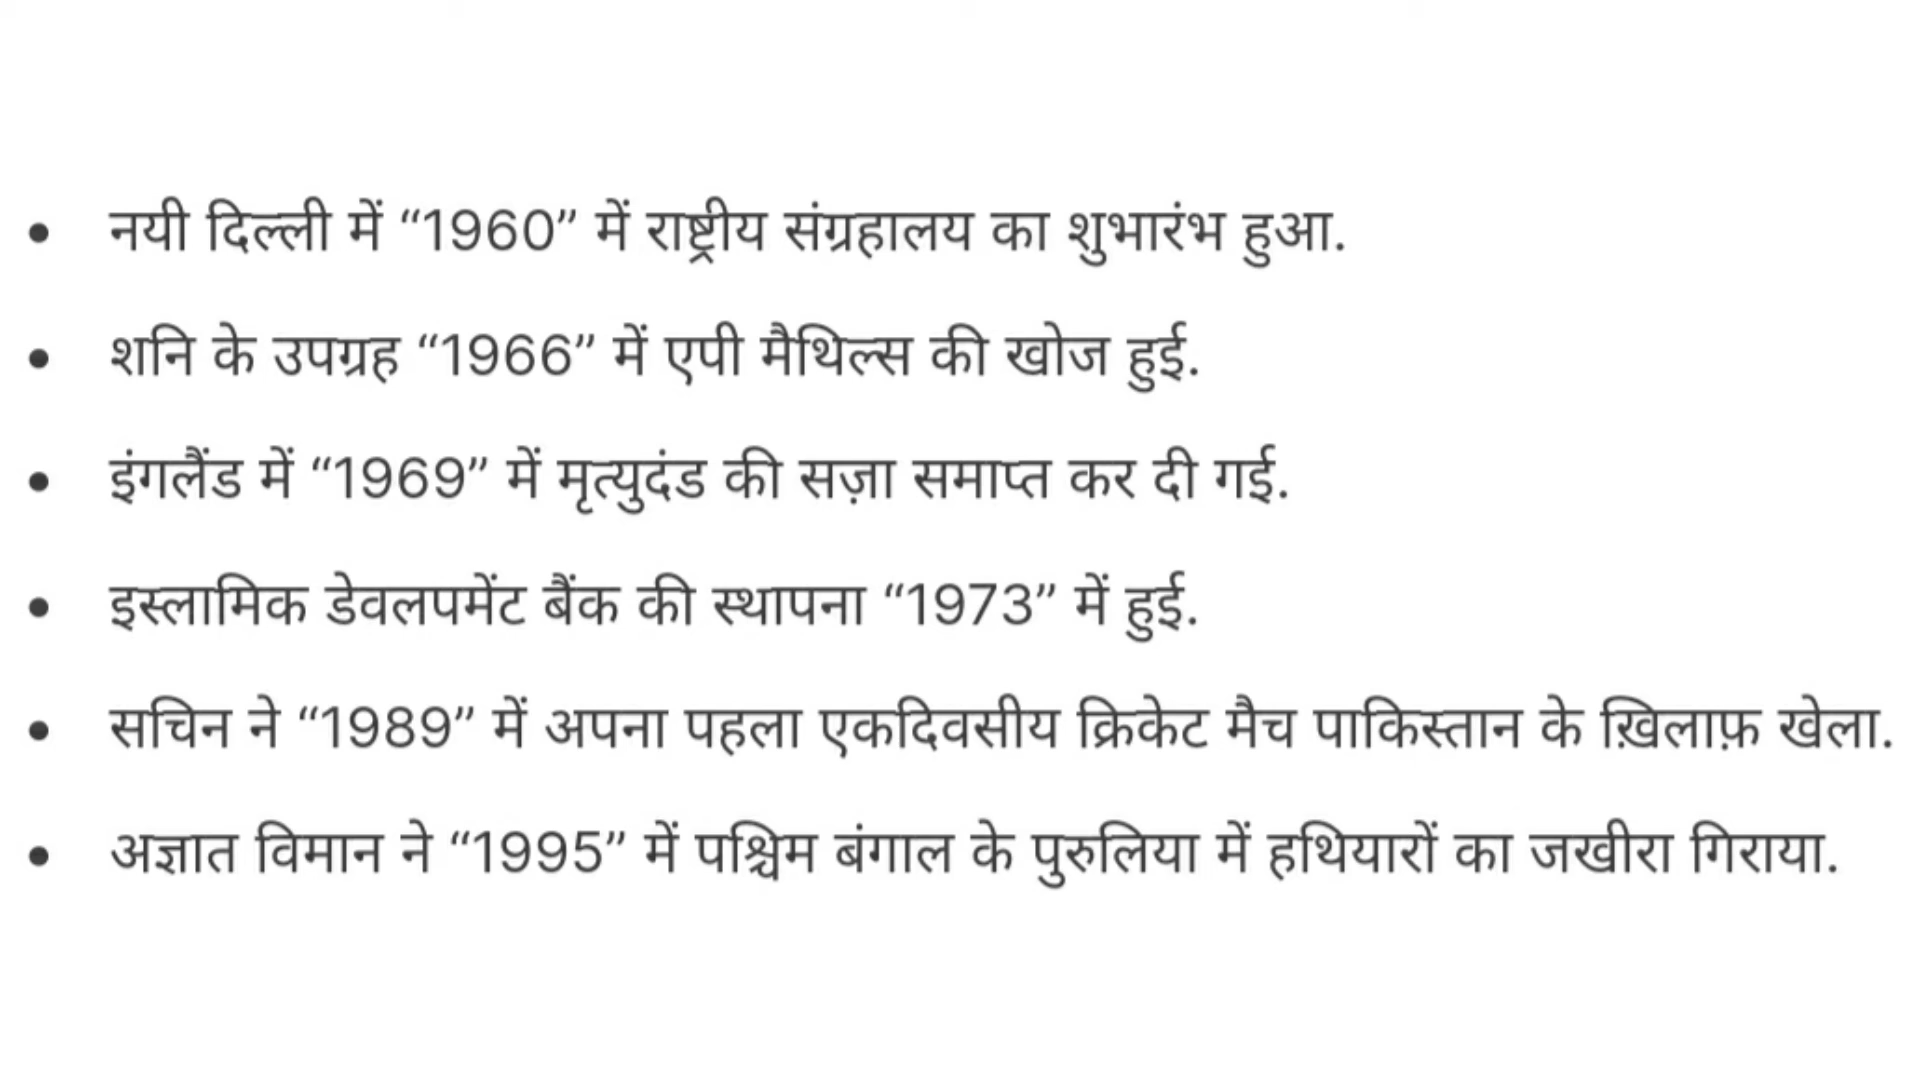 • नयी दिल्ली में “1960” में राष्ट्रीय संग्रहालय का शुभारंभ हुआ.
• शनि के उपग्रह “1966” में एपी मैथिल्स की खोज हुई.
• इंगलैंड में “1969” में मृत्युदंड की सज़ा समाप्त कर दी गई.
• इस्लामिक डेवलपमेंट बैंक की स्थापना “1973” में हुई.
• सचिन ने “1989” में अपना पहला एकदिवसीय क्रिकेट मैच पाकिस्तान के ख़िलाफ़ खेला.
• अज्ञात विमान ने “1995” में पश्चिम बंगाल के पुरुलिया में हथियारों का जखीरा गिराया.